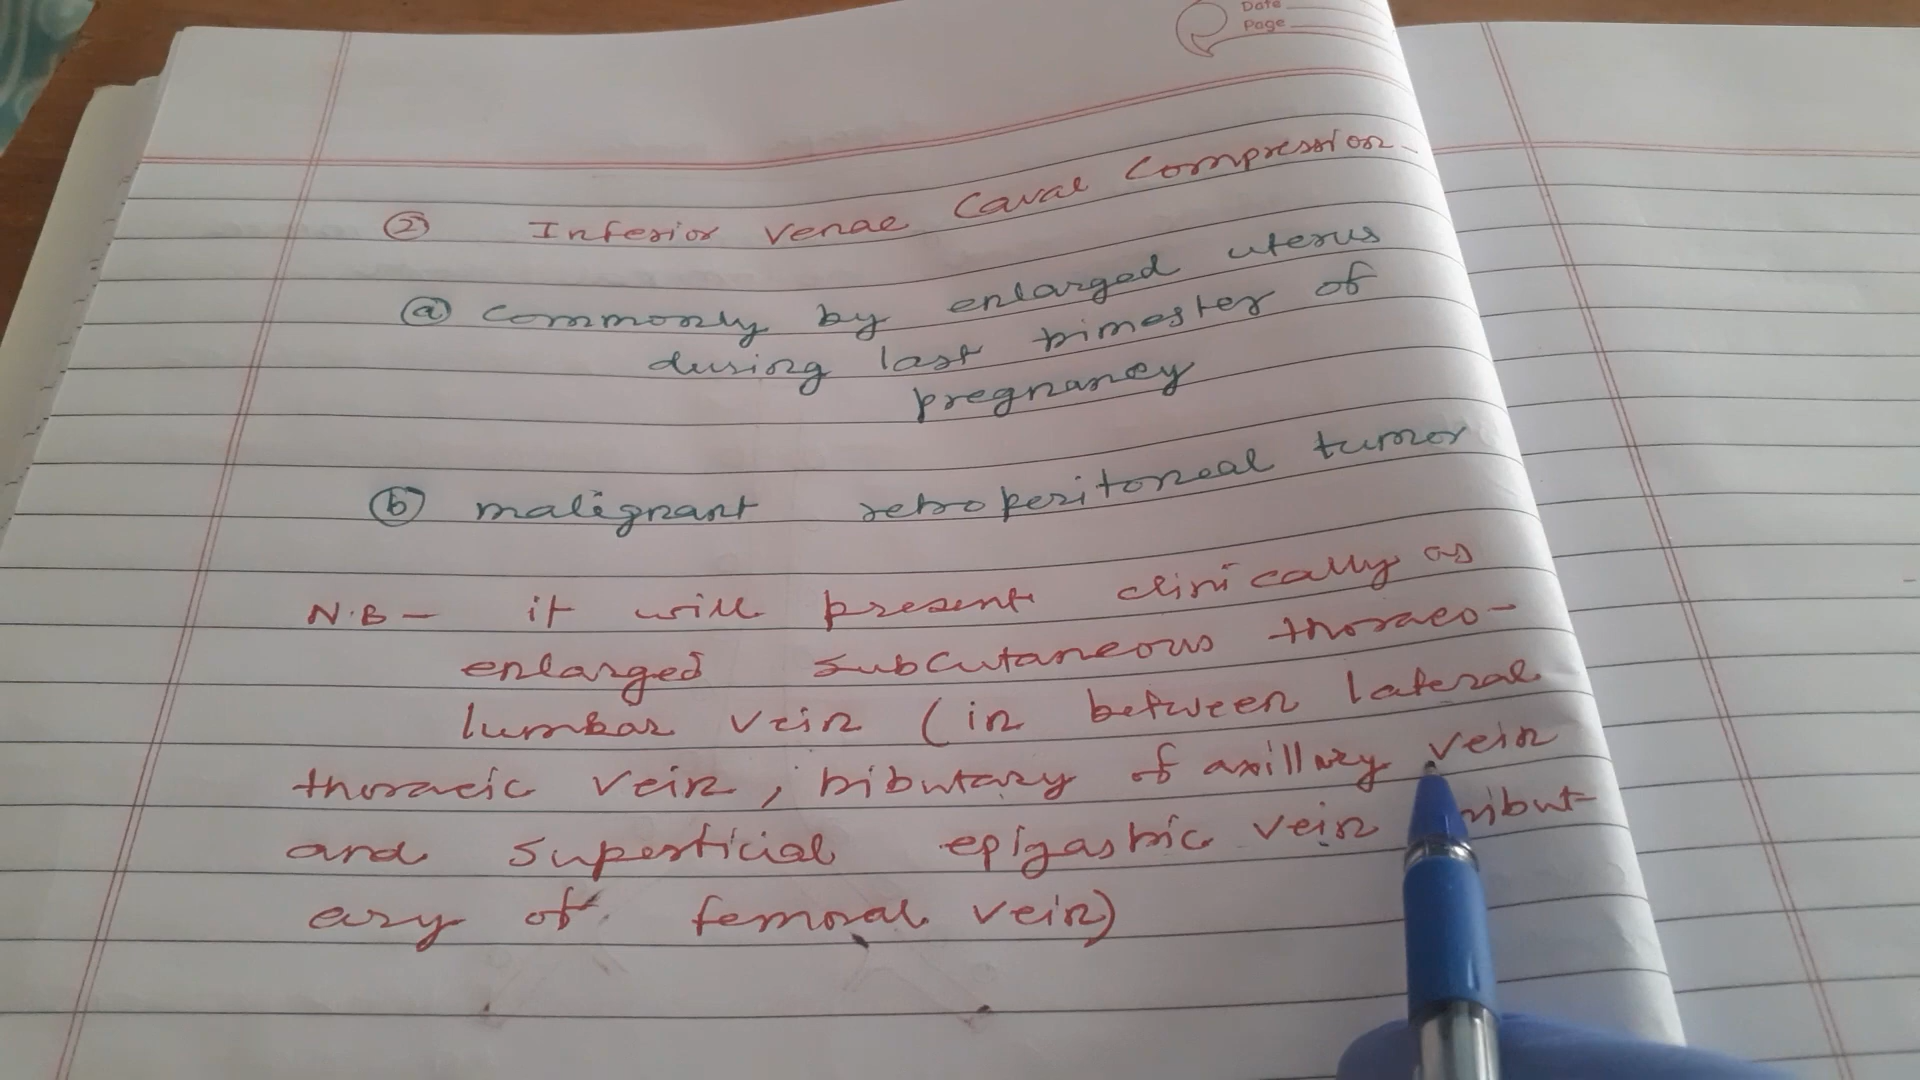 Date
Page
② Inferior Venae Caval Compression-
ⓐ Commonly by enlarged uterus
during last trimester of
pregnancy
ⓑ malignant retroperitoneal tumor
N.B - it will present clinically as
enlarged subcutaneous thoraco-
lumbar vein (in between lateral
thoracic vein, tributary of axillary vein
and superficial epigastric vein tribut-
ary of femoral vein)